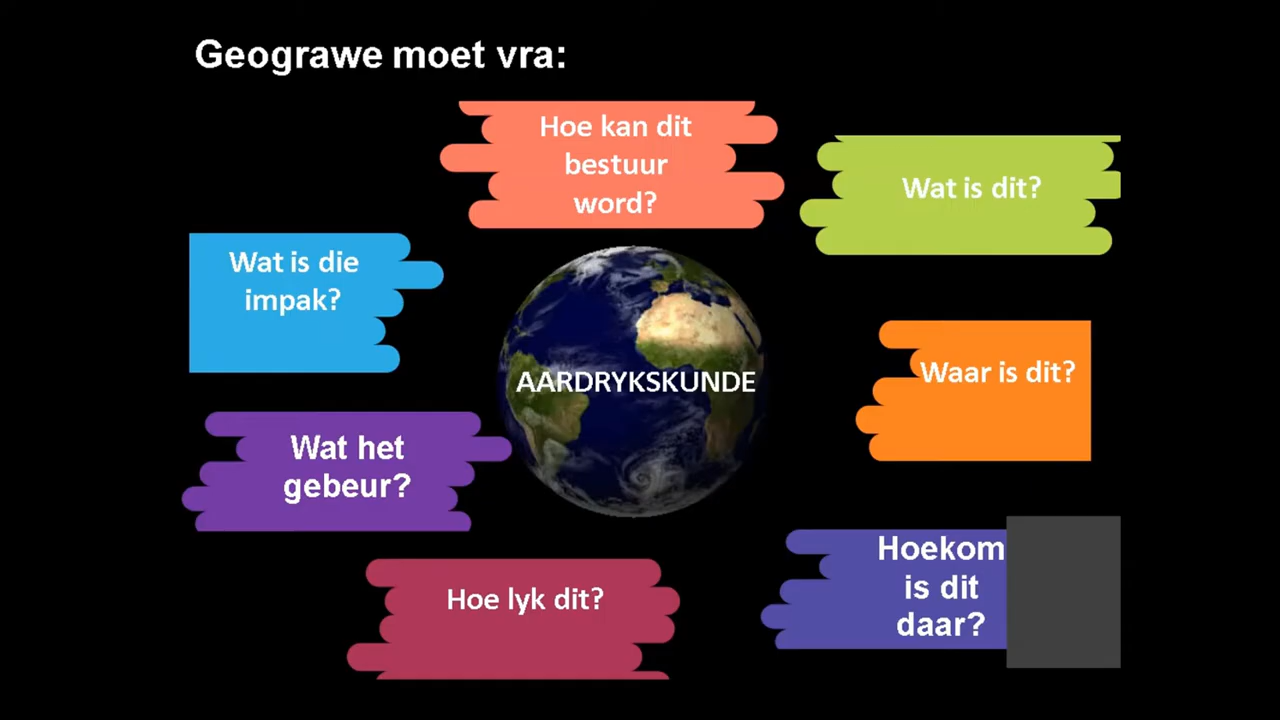 Geograwe moet vra:
Hoe kan dit
bestuur
word?
Wat is dit?
Wat is die
impak?
Waar is dit?
AARDRYKSKUNDE
Wat het
gebeur?
Hoe lyk dit?
Hoekom
is dit
daar?